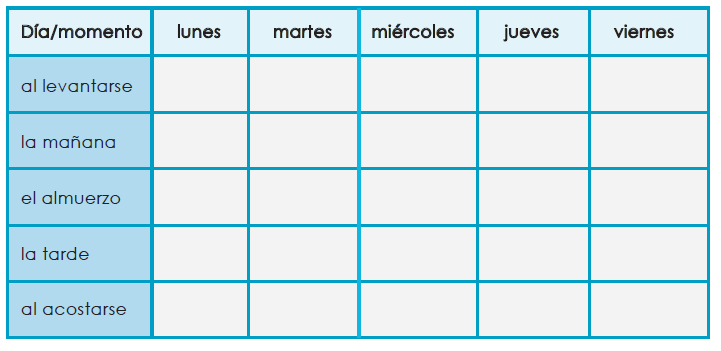 Día/momento lunes martes miércoles jueves viernes
al levantarse
la mañana
el almuerzo
la tarde
al acostarse